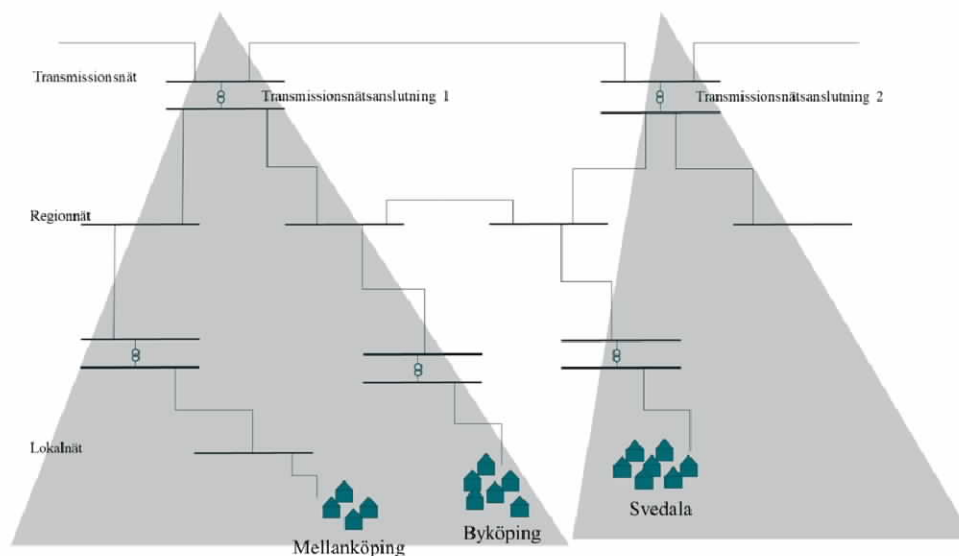 Transmissionsnät
Transmissionsnätsanslutning 1
Transmissionsnätsanslutning 2
Regionnät
Lokalnät
Svedala
Byköping
Mellanköping